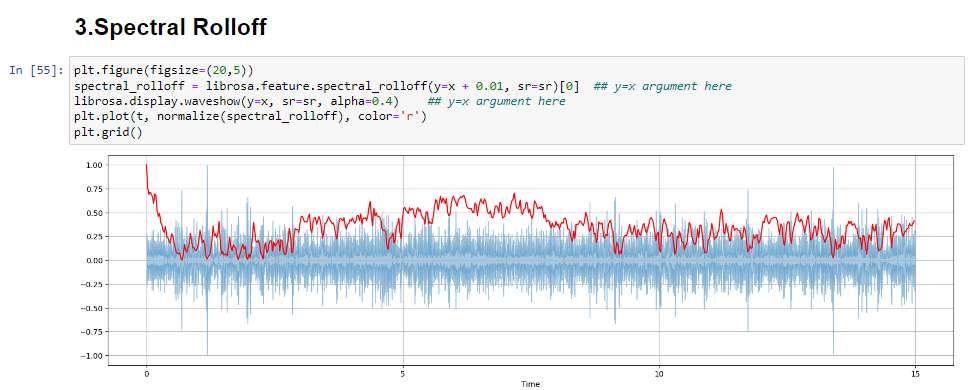 3.Spectral Rolloff
In [55]: plt.figure(figsize=(20,5))
spectral_rolloff = librosa.feature.spectral_rolloff(y=x + 0.01, sr=sr)[0]  ## y=x argument here
librosa.display.waveshow(y=x, sr=sr, alpha=0.4)    ## y=x argument here
plt.plot(t, normalize(spectral_rolloff), color='r')
plt.grid()
1.00
0.75
0.50
0.25
0.00
−0.25
−0.50
−0.75
−1.00
0 5 10 15
Time